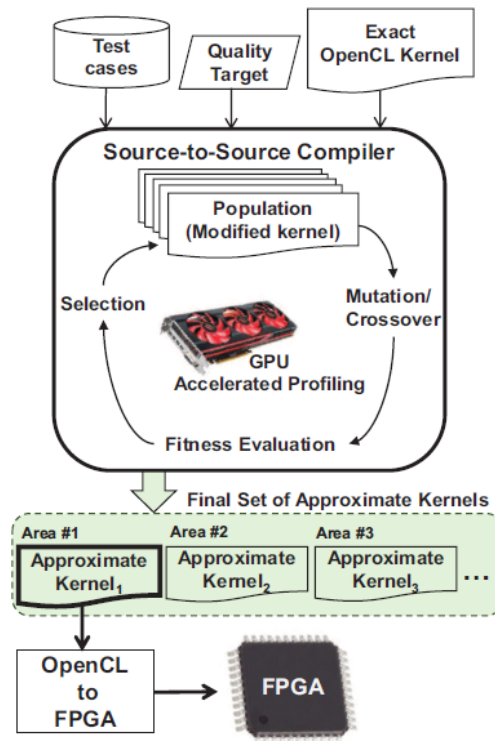 Test
cases
Quality
Target
Exact
OpenCL Kernel
Source-to-Source Compiler
Population
(Modified kernel)
Selection
Mutation/
Crossover
GPU
Accelerated Profiling
Fitness Evaluation
Final Set of Approximate Kernels
Area #1
Approximate
Kernel₁
Area #2
Approximate
Kernel₂
Area #3
Approximate
Kernel₃
...
OpenCL
to
FPGA
FPGA